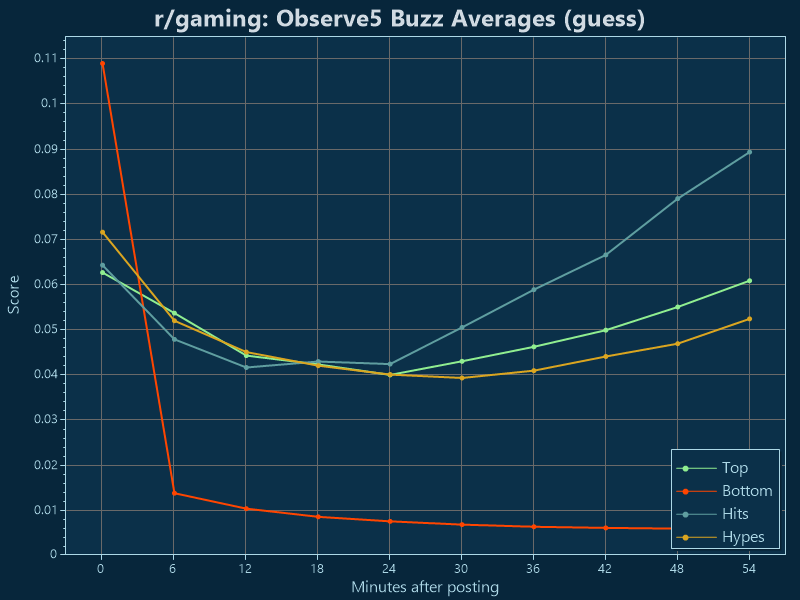 r/gaming: Observe5 Buzz Averages (guess)
0.11
0.1
0.09
0.08
0.07
0.06
0.05
0.04
0.03
0.02
0.01
0
Score
Top
Bottom
Hits
Hypes
0 6 12 18 24 30 36 42 48 54
Minutes after posting